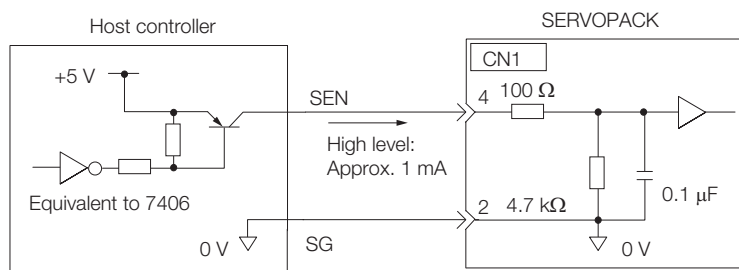 Host controller
SERVOPACK
+5 V
CN1
SEN
4
100 Ω
High level:
Approx. 1 mA
Equivalent to 7406
2
4.7 kΩ
0.1 μF
0 V
SG
0 V